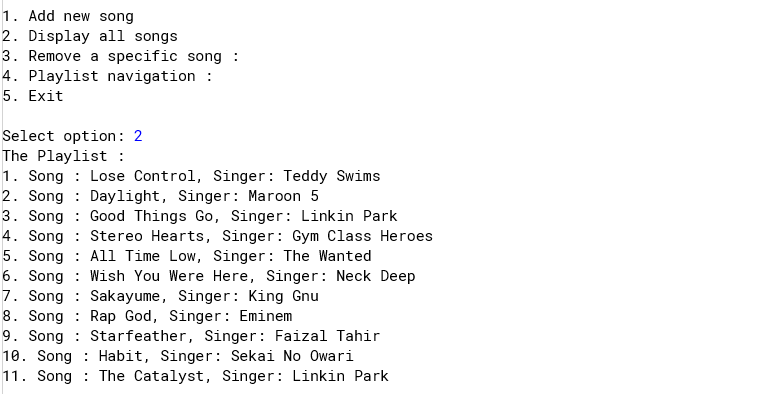 1. Add new song
2. Display all songs
3. Remove a specific song :
4. Playlist navigation :
5. Exit
Select option: 2
The Playlist :
1. Song : Lose Control, Singer: Teddy Swims
2. Song : Daylight, Singer: Maroon 5
3. Song : Good Things Go, Singer: Linkin Park
4. Song : Stereo Hearts, Singer: Gym Class Heroes
5. Song : All Time Low, Singer: The Wanted
6. Song : Wish You Were Here, Singer: Neck Deep
7. Song : Sakayume, Singer: King Gnu
8. Song : Rap God, Singer: Eminem
9. Song : Starfeather, Singer: Faizal Tahir
10. Song : Habit, Singer: Sekai No Owari
11. Song : The Catalyst, Singer: Linkin Park